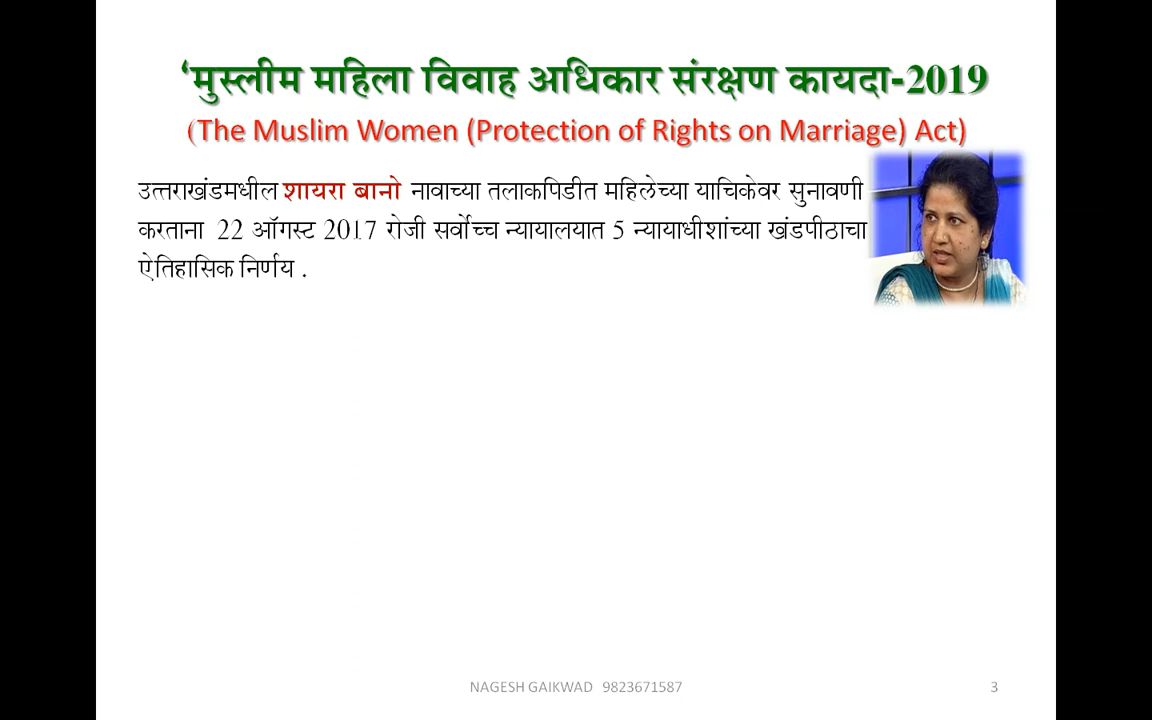 ‘मुस्लीम महिला विवाह अधिकार संरक्षण कायदा-2019
(The Muslim Women (Protection of Rights on Marriage) Act)
उत्तराखंडमधील शायरा बानो नावाच्या तलाकपिडीत महिलेच्या याचिकेवर सुनावणी
करताना 22 ऑगस्ट 2017 रोजी सर्वोच्च न्यायालयात 5 न्यायाधीशांच्या खंडपीठाचा
ऐतिहासिक निर्णय .
NAGESH GAIKWAD 9823671587
3